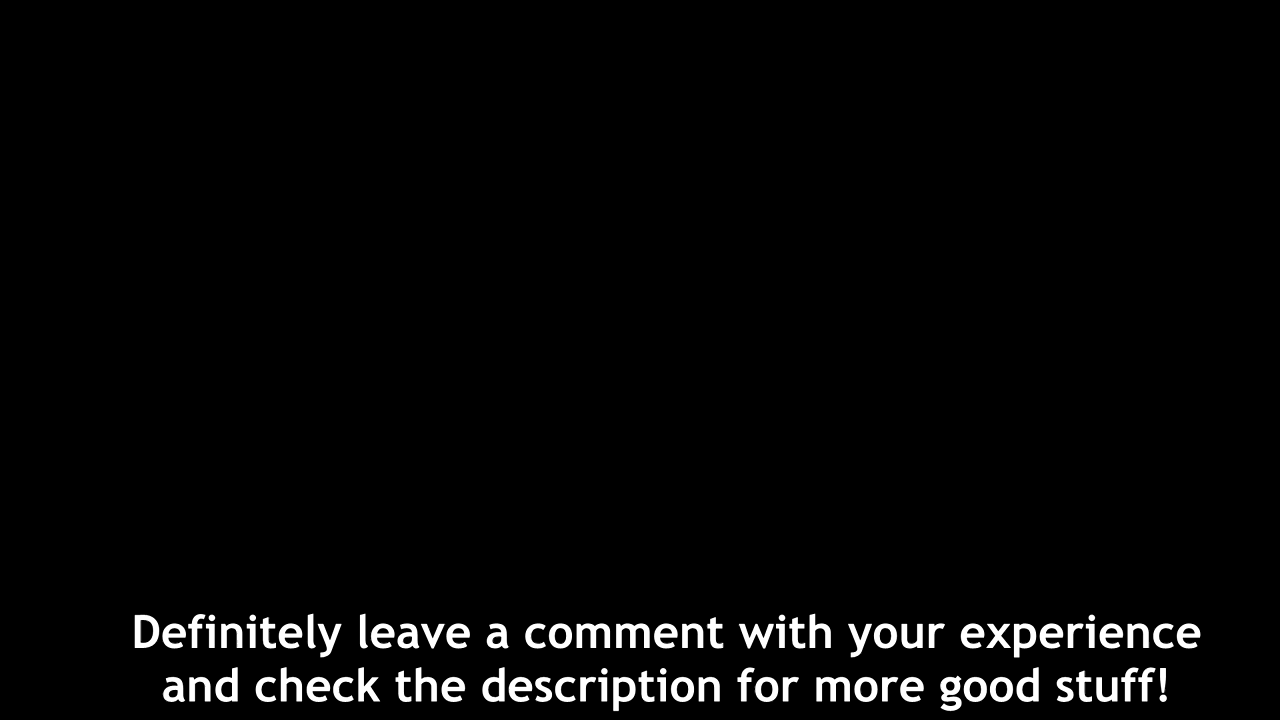 Definitely leave a comment with your experience
and check the description for more good stuff!